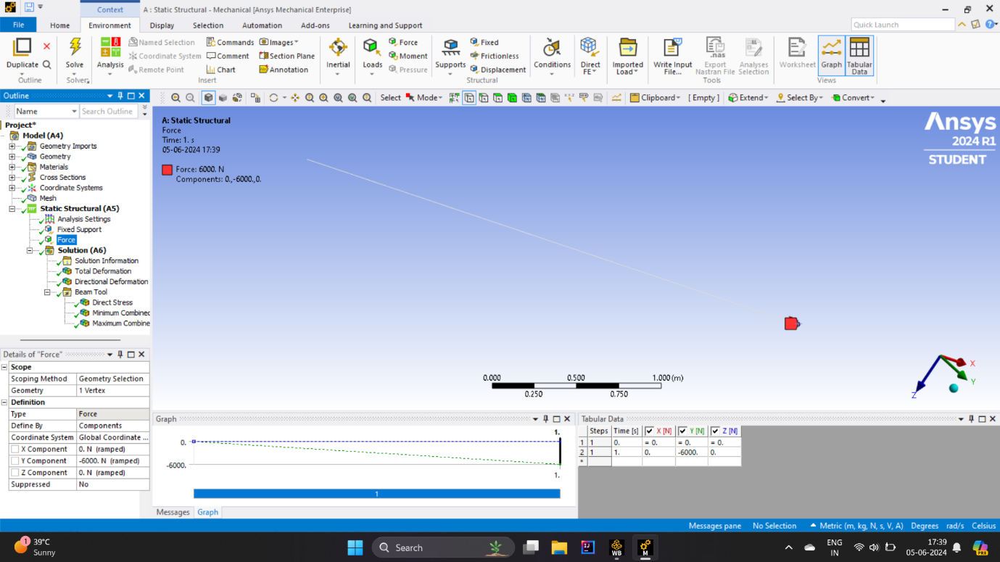 Context
A : Static Structural - Mechanical [Ansys Mechanical Enterprise]
File Home Environment Display Selection Automation Add-ons Learning and Support
Quick Launch
Duplicate
Outline
Solve
Solver
Analysis
Named Selection
Coordinate System
Remote Point
Commands
Comment
Chart
Images
Section Plane
Annotation
Insert
Inertial
Loads
Force
Moment
Pressure
Supports
Fixed
Frictionless
Displacement
Structural
Conditions
Direct
FE
Imported
Load
Write Input
File...
.nas
Export
Nastran File
Analyses
Selection
Tools
Worksheet
Graph
Tabular
Data
Views
Select Mode Clipboard [ Empty ] Extend Select By Convert
Outline
Name Search Outline
Project*
Model (A4)
Geometry Imports
Geometry
Materials
Cross Sections
Coordinate Systems
Mesh
Static Structural (A5)
Analysis Settings
Fixed Support
Force
Solution (A6)
Solution Information
Total Deformation
Directional Deformation
Beam Tool
Direct Stress
Minimum Combined
Maximum Combine
A: Static Structural
Force
Time: 1. s
05-06-2024 17:39
Force: 6000. N
Components: 0.,-6000.,0.
Ansys
2024 R1
STUDENT
0.000 0.500 1.000 (m)
0.250 0.750
X
Y
Z
Details of "Force"
Scope
Scoping Method Geometry Selection
Geometry 1 Vertex
Definition
Type Force
Define By Components
Coordinate System Global Coordinate ...
X Component 0. N (ramped)
Y Component -6000. N (ramped)
Z Component 0. N (ramped)
Suppressed No
Graph
1.
0.
-6000.
1.
1
Messages Graph
Tabular Data
Steps Time [s] X [N] Y [N] Z [N]
1 1 0. = 0. = 0. = 0.
2 1 1. 0. -6000. 0.
*
Messages pane No Selection Metric (m, kg, N, s, V, A) Degrees rad/s Celsius
1
39°C
Sunny
Search
WB
M
ENG
IN
17:39
05-06-2024
PRE